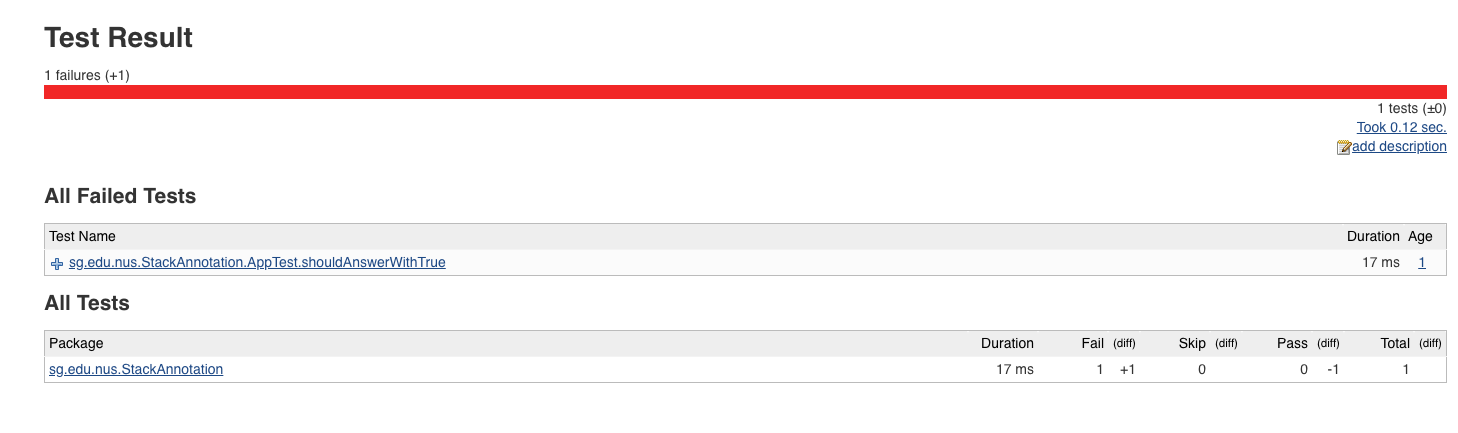 Test Result
1 failures (+1)
1 tests (±0)
Took 0.12 sec.
add description
All Failed Tests
Test Name Duration Age
sg.edu.nus.StackAnnotation.AppTest.shouldAnswerWithTrue 17 ms 1
All Tests
Package Duration Fail (diff) Skip (diff) Pass (diff) Total (diff)
sg.edu.nus.StackAnnotation 17 ms 1 +1 0 0 -1 1